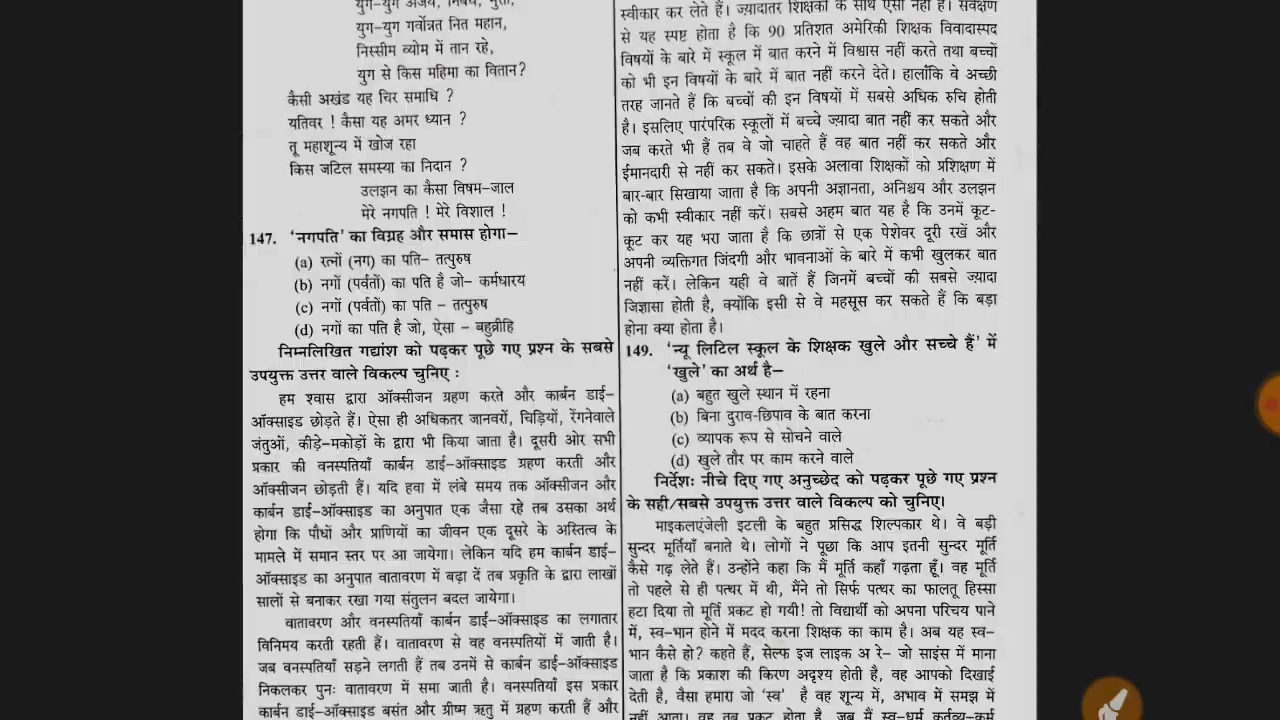 युग–युग अजेय, निर्बंध, मुक्त,
युग–युग गर्वोन्नत नित महान,
निस्सीम व्योम में तान रहे,
युग से किस महिमा का वितान?
कैसी अखंड यह चिर समाधि ?
यतिवर ! कैसा यह अमर ध्यान ?
तू महाशून्य में खोज रहा
किस जटिल समस्या का निदान ?
उलझन का कैसा विषम–जाल
मेरे नगपति ! मेरे विशाल !
147. 'नगपति' का विग्रह और समास होगा–
(a) रत्नों (नग) का पति– तत्पुरुष
(b) नगों (पर्वतों) का पति है जो– कर्मधारय
(c) नगों (पर्वतों) का पति – तत्पुरुष
(d) नगों का पति है जो, ऐसा – बहुव्रीहि
निम्नलिखित गद्यांश को पढ़कर पूछे गए प्रश्न के सबसे
उपयुक्त उत्तर वाले विकल्प चुनिए :
हम श्वास द्वारा ऑक्सीजन ग्रहण करते और कार्बन डाई–
ऑक्साइड छोड़ते हैं। ऐसा ही अधिकतर जानवरों, चिड़ियों, रेंगनेवाले
जंतुओं, कीड़े–मकोड़ों के द्वारा भी किया जाता है। दूसरी ओर सभी
प्रकार की वनस्पतियाँ कार्बन डाई–ऑक्साइड ग्रहण करती और
ऑक्सीजन छोड़ती हैं। यदि हवा में लंबे समय तक ऑक्सीजन और
कार्बन डाई–ऑक्साइड का अनुपात एक जैसा रहे तब उसका अर्थ
होगा कि पौधों और प्राणियों का जीवन एक दूसरे के अस्तित्व के
मामले में समान स्तर पर आ जायेगा। लेकिन यदि हम कार्बन डाई–
ऑक्साइड का अनुपात वातावरण में बढ़ा दें तब प्रकृति के द्वारा लाखों
सालों से बनाकर रखा गया संतुलन बदल जायेगा।
वातावरण और वनस्पतियाँ कार्बन डाई–ऑक्साइड का लगातार
विनिमय करती रहती हैं। वातावरण से वह वनस्पतियों में जाती है।
जब वनस्पतियाँ सड़ने लगती हैं तब उनमें से कार्बन डाई–ऑक्साइड
निकलकर पुनः वातावरण में समा जाती है। वनस्पतियाँ इस प्रकार
कार्बन डाई–ऑक्साइड बसंत और ग्रीष्म ऋतु में ग्रहण करती हैं और
स्वीकार कर लेते हैं। ज़्यादातर शिक्षकों के साथ ऐसा नहीं है। सर्वेक्षण
से यह स्पष्ट होता है कि 90 प्रतिशत अमेरिकी शिक्षक विवादास्पद
विषयों के बारे में स्कूल में बात करने में विश्वास नहीं करते तथा बच्चों
को भी इन विषयों के बारे में बात नहीं करने देते। हालाँकि वे अच्छी
तरह जानते हैं कि बच्चों की इन विषयों में सबसे अधिक रुचि होती
है। इसलिए पारंपरिक स्कूलों में बच्चे ज़्यादा बात नहीं कर सकते और
जब करते भी हैं तब वे जो चाहते हैं वह बात नहीं कर सकते और
ईमानदारी से नहीं कर सकते। इसके अलावा शिक्षकों को प्रशिक्षण में
बार-बार सिखाया जाता है कि अपनी अज्ञानता, अनिश्चय और उलझन
को कभी स्वीकार नहीं करें। सबसे अहम बात यह है कि उनमें कूट-
कूट कर यह भरा जाता है कि छात्रों से एक पेशेवर दूरी रखें और
अपनी व्यक्तिगत जिंदगी और भावनाओं के बारे में कभी खुलकर बात
नहीं करें। लेकिन यही वे बातें हैं जिनमें बच्चों की सबसे ज़्यादा
जिज्ञासा होती है, क्योंकि इसी से वे महसूस कर सकते हैं कि बड़ा
होना क्या होता है।
149. 'न्यू लिटिल स्कूल के शिक्षक खुले और सच्चे हैं' में
'खुले' का अर्थ है–
(a) बहुत खुले स्थान में रहना
(b) बिना दुराव-छिपाव के बात करना
(c) व्यापक रूप से सोचने वाले
(d) खुले तौर पर काम करने वाले
निर्देशः नीचे दिए गए अनुच्छेद को पढ़कर पूछे गए प्रश्न
के सही/सबसे उपयुक्त उत्तर वाले विकल्प को चुनिए।
माइकलएंजेली इटली के बहुत प्रसिद्ध शिल्पकार थे। वे बड़ी
सुन्दर मूर्तियाँ बनाते थे। लोगों ने पूछा कि आप इतनी सुन्दर मूर्ति
कैसे गढ़ लेते हैं। उन्होंने कहा कि मैं मूर्ति कहाँ गढ़ता हूँ। वह मूर्ति
तो पहले से ही पत्थर में थी, मैंने तो सिर्फ पत्थर का फालतू हिस्सा
हटा दिया तो मूर्ति प्रकट हो गयी! तो विद्यार्थी को अपना परिचय पाने
में, स्व–भान होने में मदद करना शिक्षक का काम है। अब यह स्व–
भान कैसे हो? कहते हैं, सेल्फ इज लाइक अ रे– जो साइंस में माना
जाता है कि प्रकाश की किरण अदृश्य होती है, वह आपको दिखाई
देती है, वैसा हमारा जो 'स्व' है वह शून्य में, अभाव में समझ में
नहीं आता। वह तब प्रकट होता है, जब मैं स्व–धर्म कर्तव्य–कर्म